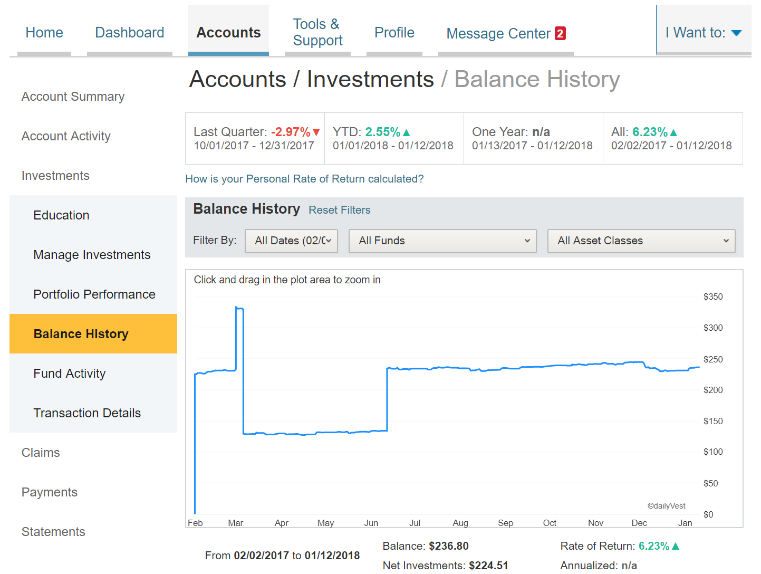 Home
Dashboard
Accounts
Tools &
Support
Profile
Message Center 2
I Want to:
Accounts / Investments / Balance History
Account Summary
Account Activity
Investments
Education
Manage Investments
Portfolio Performance
Balance HIstory
Fund Activity
Transaction Details
Claims
Payments
Statements
Last Quarter: -2.97%▼
10/01/2017 - 12/31/2017
YTD: 2.55%▲
01/01/2018 - 01/12/2018
One Year: n/a
01/13/2017 - 01/12/2018
All: 6.23%▲
02/02/2017 - 01/12/2018
How is your Personal Rate of Return calculated?
Balance History Reset Filters
Filter By: All Dates (02/ All Funds All Asset Classes
Click and drag in the plot area to zoom in
$350
$300
$250
$200
$150
$100
$50
$0
©dailyVest
Feb Mar Apr May Jun Jul Aug Sep Oct Nov Dec Jan
From 02/02/2017 to 01/12/2018
Balance: $236.80
Net Investments: $224.51
Rate of Return: 6.23%▲
Annualized: n/a